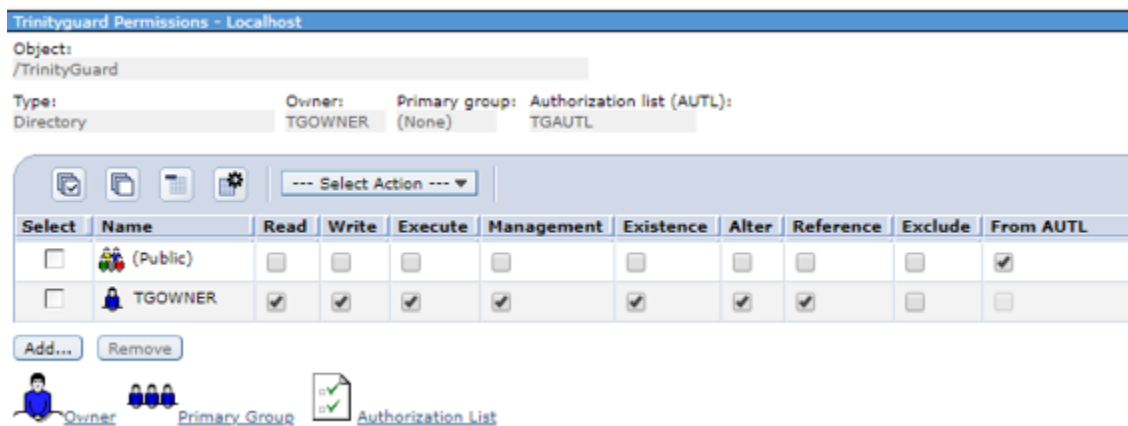 Trinityguard Permissions - Localhost
Object:
/TrinityGuard
Type: Owner: Primary group: Authorization list (AUTL):
Directory TGOWNER (None) TGAUTL
--- Select Action ---
Select Name Read Write Execute Management Existence Alter Reference Exclude From AUTL
(Public)
TGOWNER
Add... Remove
Owner Primary Group Authorization List